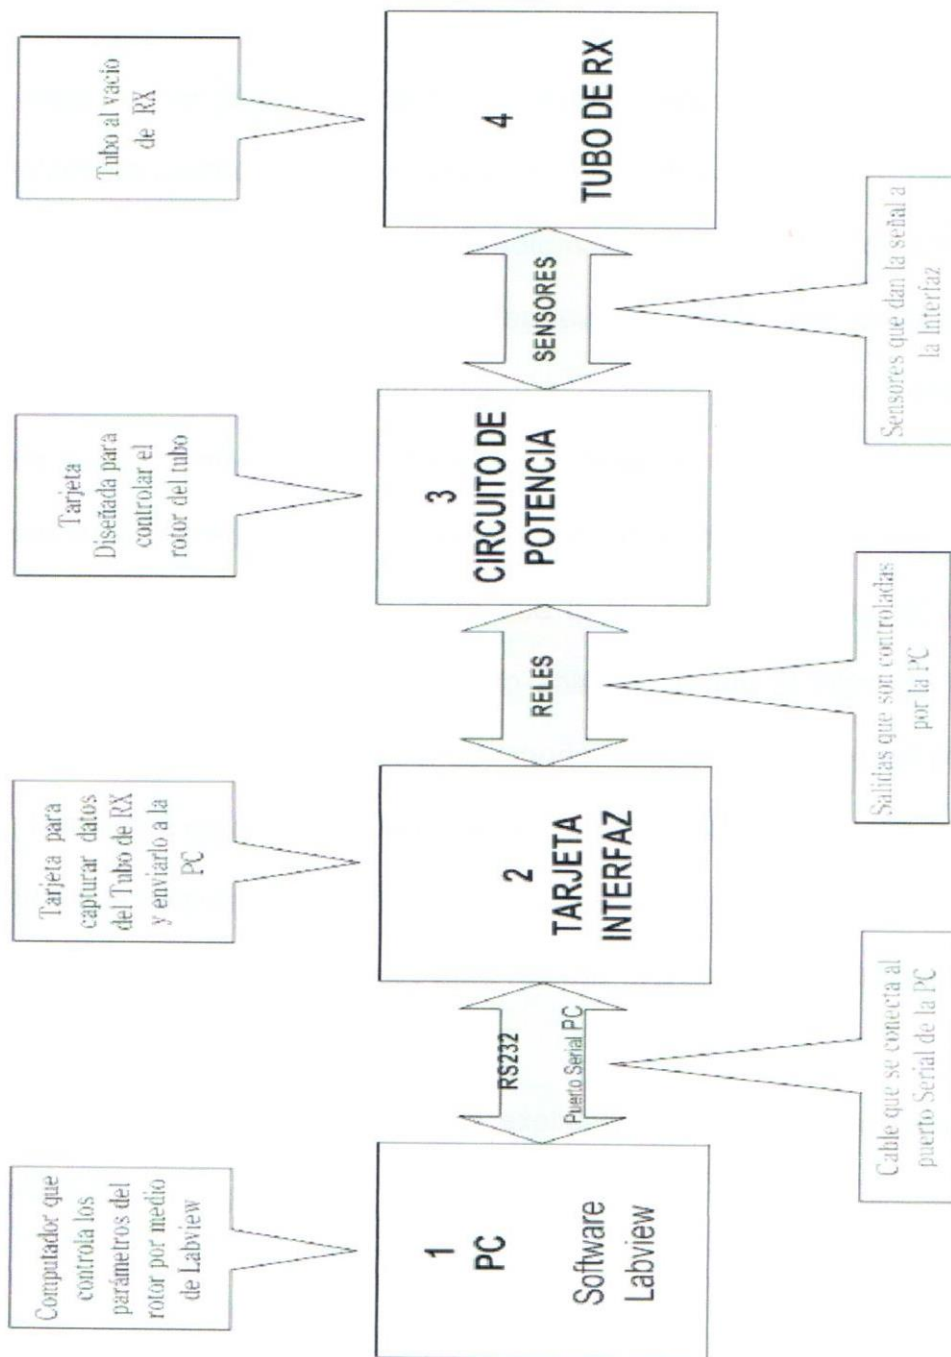 Computador que
controla los
parámetros del
rotor por medio
de Labview
Tarjeta para
capturar datos
del Tubo de RX
y enviarlo a la
PC
Tarjeta
Diseñada para
controlar el
rotor del tubo
Tubo al vacio
de RX
1
PC
Software
Labview
RS232
Puerto Serial PC
2
TARJETA
INTERFAZ
RELES
3
CIRCUITO DE
POTENCIA
SENSORES
4
TUBO DE RX
Cable que se conecta al
puerto Serial de la PC
Salidas que son controladas
por la PC
Sensores que dan la señal a
la Interfaz